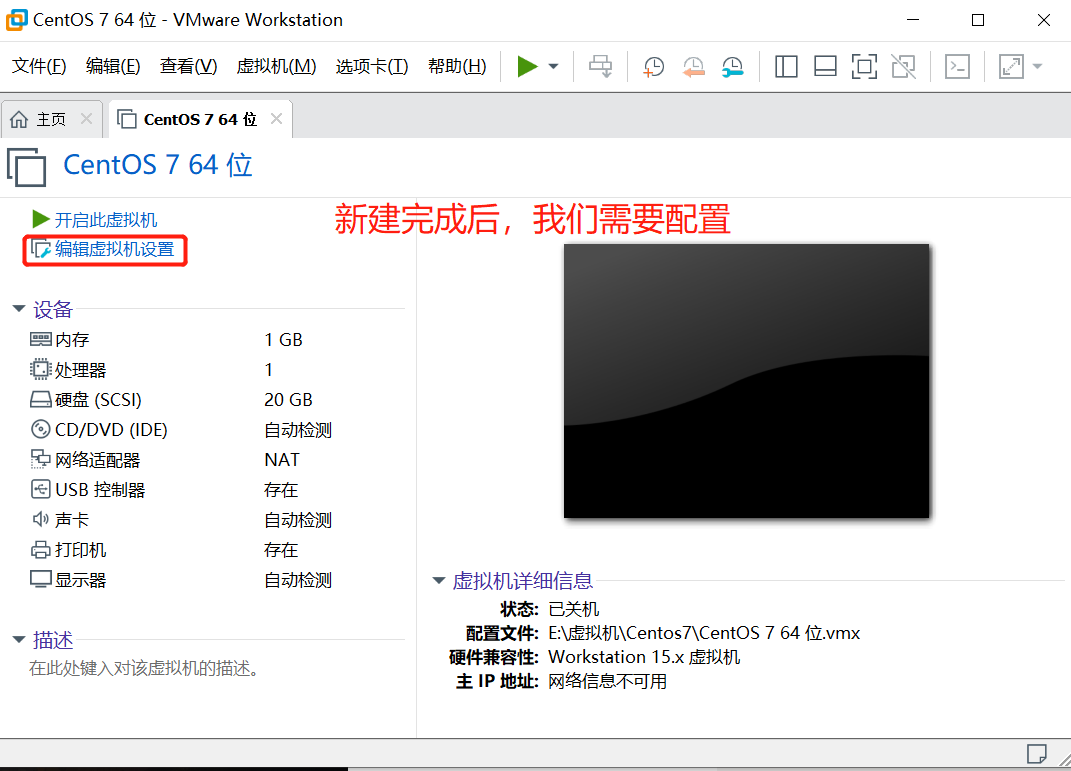 CentOS 7 64 位 - VMware Workstation
文件(F) 编辑(E) 查看(V) 虚拟机(M) 选项卡(T) 帮助(H)
主页 CentOS 7 64 位
CentOS 7 64 位
开启此虚拟机
新建完成后，我们需要配置
编辑虚拟机设置
设备
内存 1 GB
处理器 1
硬盘 (SCSI) 20 GB
CD/DVD (IDE) 自动检测
网络适配器 NAT
USB 控制器 存在
声卡 自动检测
打印机 存在
显示器 自动检测
描述
在此处键入对该虚拟机的描述。
虚拟机详细信息
状态: 已关机
配置文件: E:\虚拟机\Centos7\CentOS 7 64 位.vmx
硬件兼容性: Workstation 15.x 虚拟机
主 IP 地址: 网络信息不可用